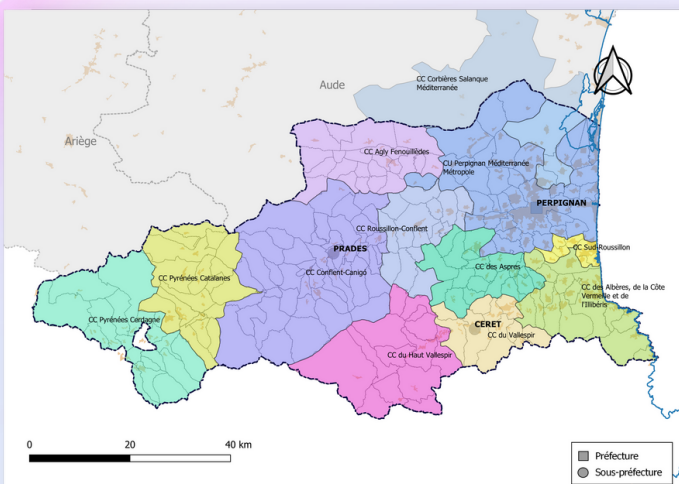 CC Corbières Salanque
Méditerranée
Aude
Ariège
CC Agly Fenouillèdes
CU Perpignan Méditerranée
Métropole
PERPIGNAN
CC Roussillon-Conflent
PRADES
CC Sud-Roussillon
CC des Aspres
CC Pyrénées Catalanes
CC Conflent-Canigó
CC des Albères, de la Côte
Vermeille et de
l'Illibéris
CC Pyrénées Cerdagne
CERET
CC du Vallespir
CC du Haut Vallespir
0 20 40 km
Préfecture
Sous-préfecture